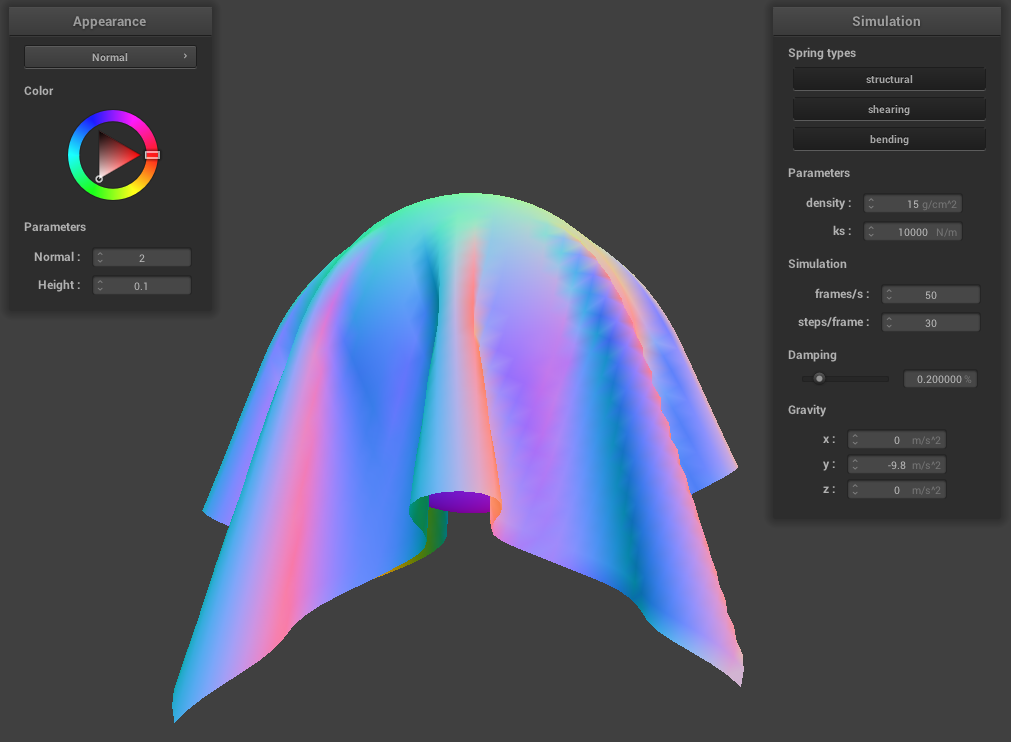 Appearance
Normal
Color
Parameters
Normal : 2
Height : 0.1
Simulation
Spring types
structural
shearing
bending
Parameters
density : 15 g/cm^2
ks : 10000 N/m
Simulation
frames/s : 50
steps/frame : 30
Damping
0.200000 %
Gravity
x : 0 m/s^2
y : -9.8 m/s^2
z : 0 m/s^2